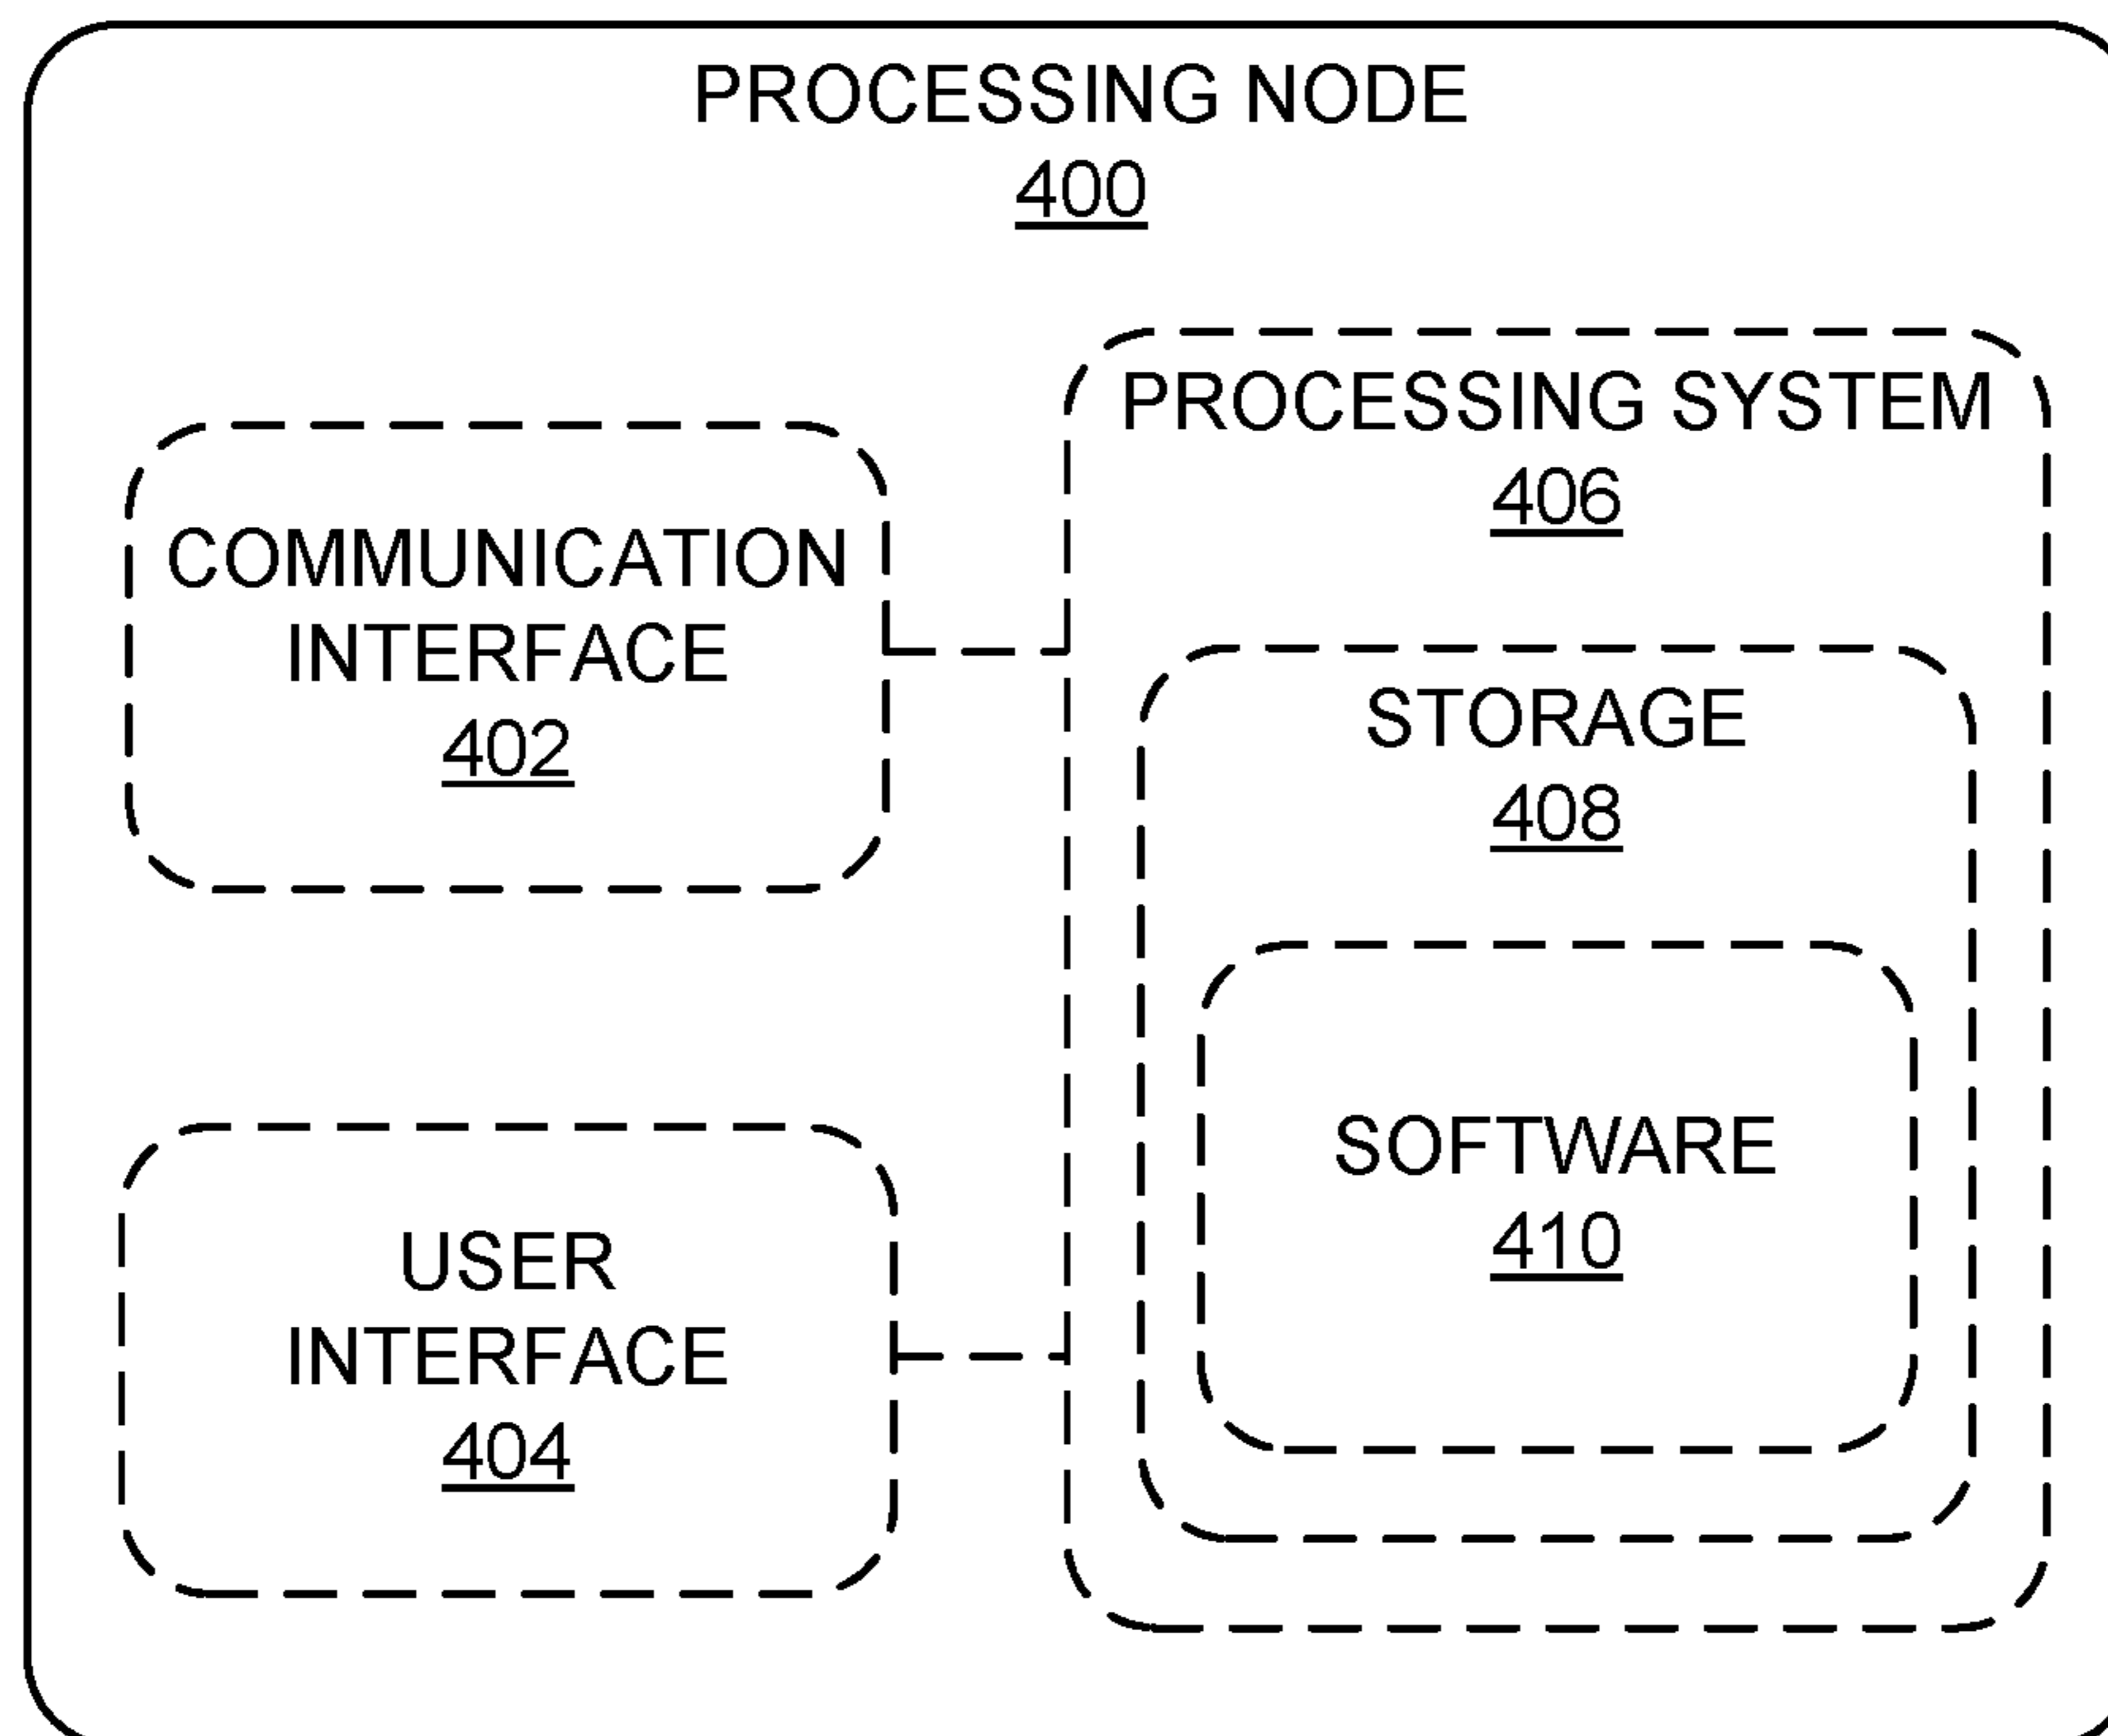 PROCESSING NODE
400
COMMUNICATION
INTERFACE
402
USER
INTERFACE
404
PROCESSING SYSTEM
406
STORAGE
408
SOFTWARE
410